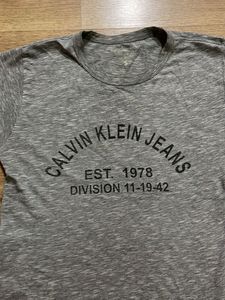 CALVIN KLEIN JEANS
EST. 1978
DIVISION 11-19-42